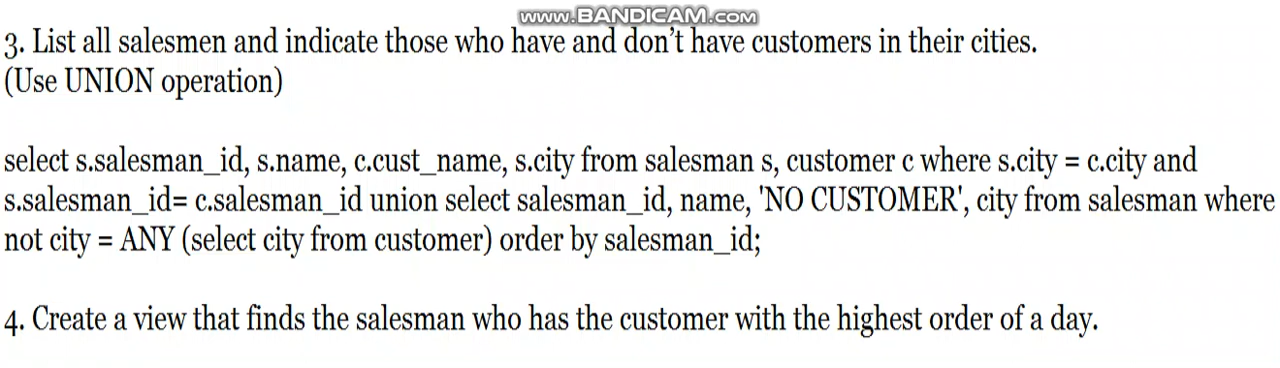 www.BANDICAM.com
3. List all salesmen and indicate those who have and don’t have customers in their cities.
(Use UNION operation)
select s.salesman_id, s.name, c.cust_name, s.city from salesman s, customer c where s.city = c.city and
s.salesman_id= c.salesman_id union select salesman_id, name, 'NO CUSTOMER', city from salesman where
not city = ANY (select city from customer) order by salesman_id;
4. Create a view that finds the salesman who has the customer with the highest order of a day.